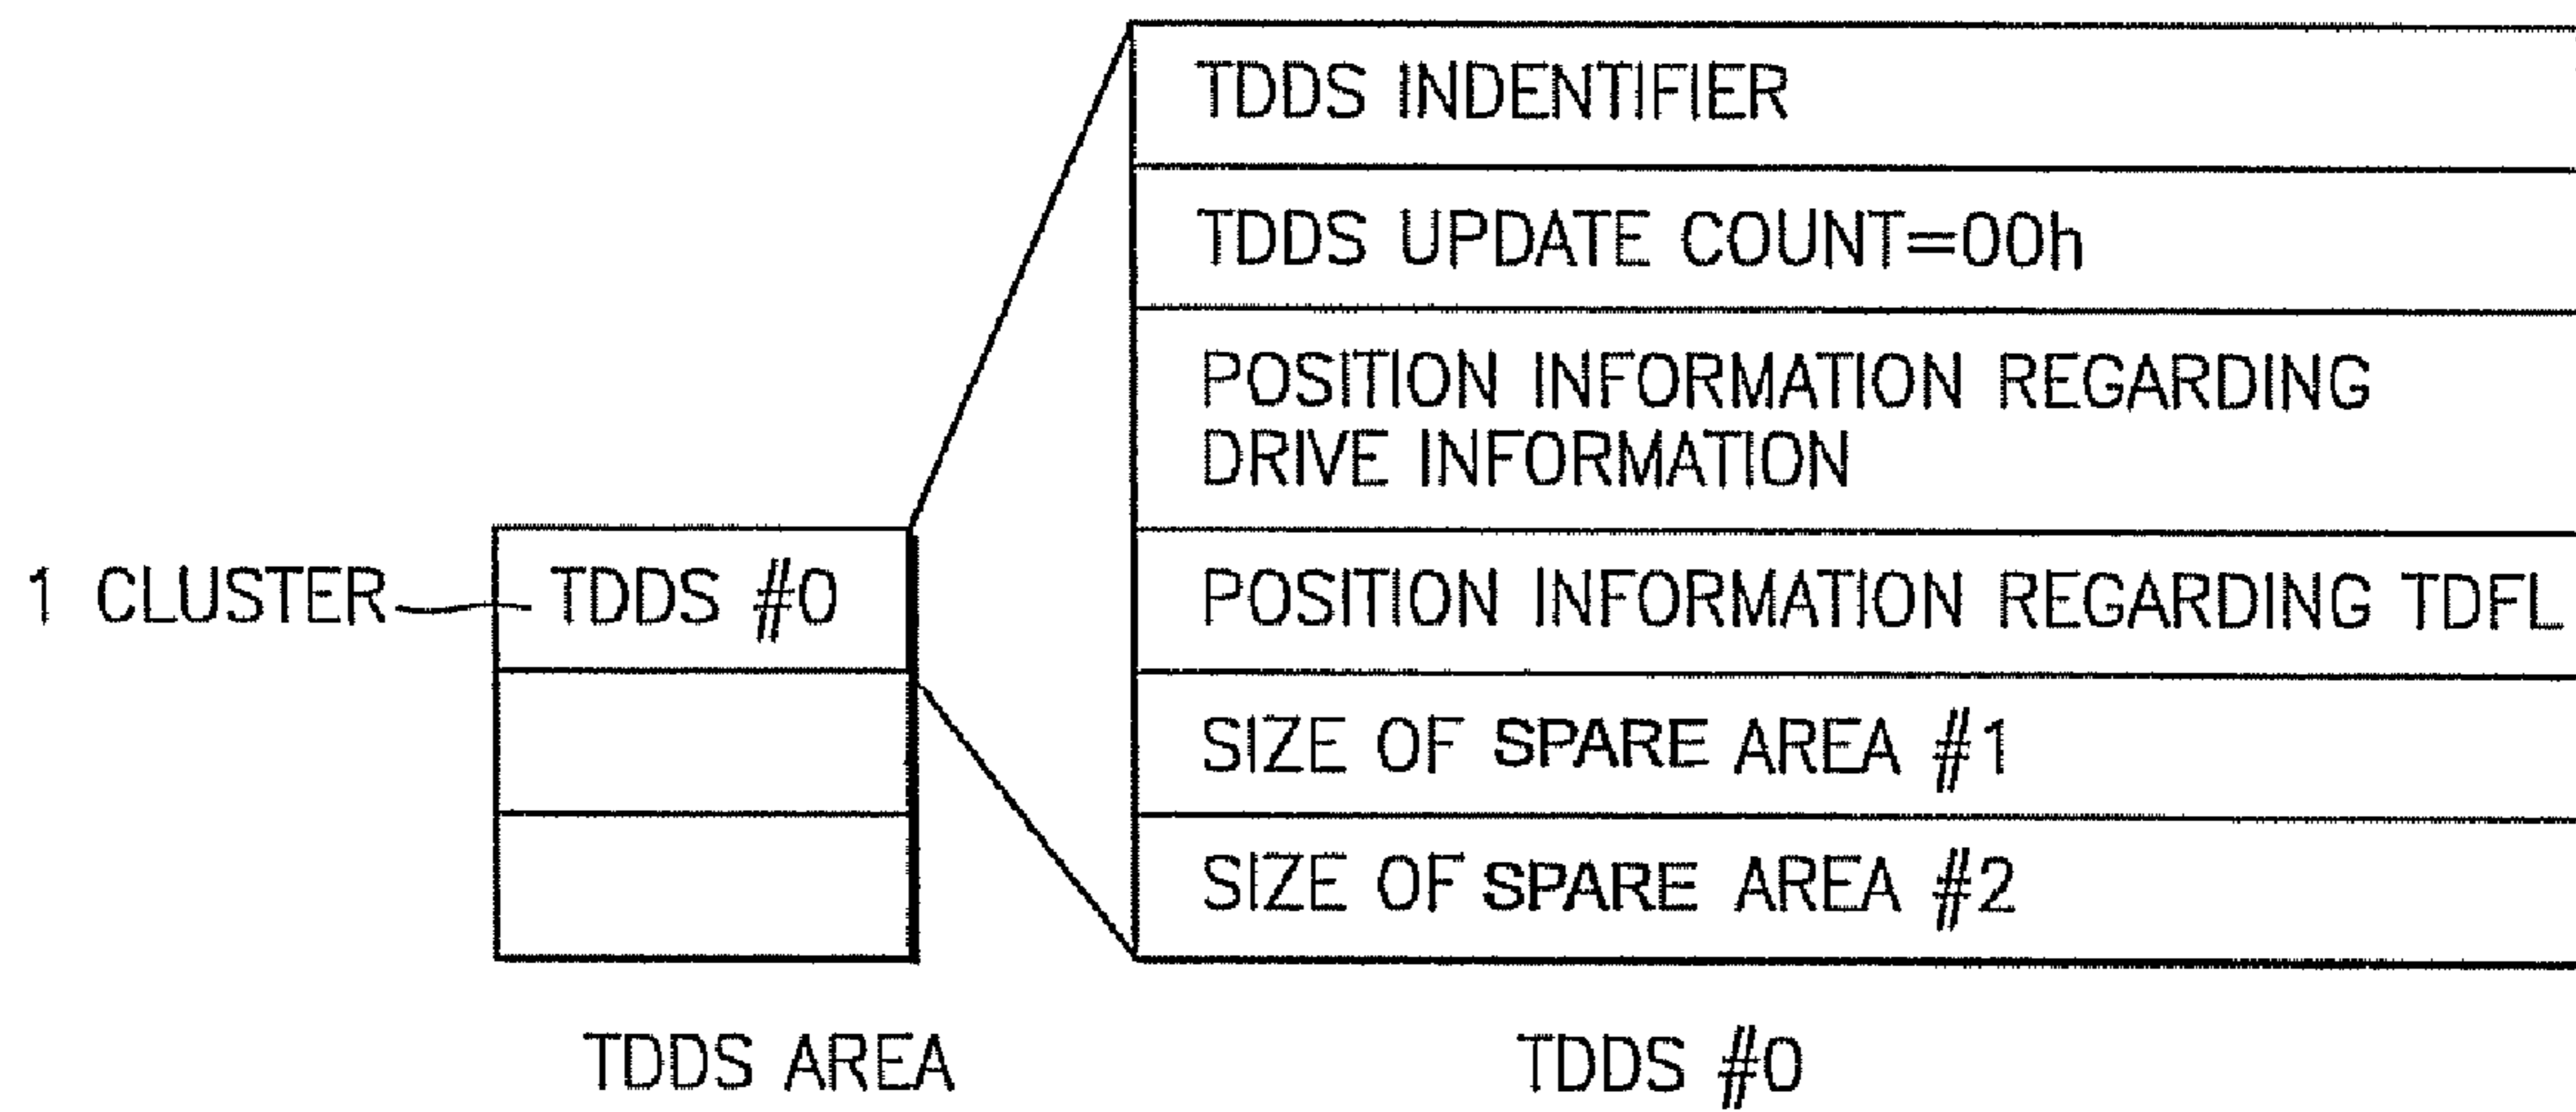 TDDS INDENTIFIER
TDDS UPDATE COUNT=00h
POSITION INFORMATION REGARDING
DRIVE INFORMATION
1 CLUSTER
TDDS #0
POSITION INFORMATION REGARDING TDFL
SIZE OF SPARE AREA #1
SIZE OF SPARE AREA #2
TDDS AREA
TDDS #0